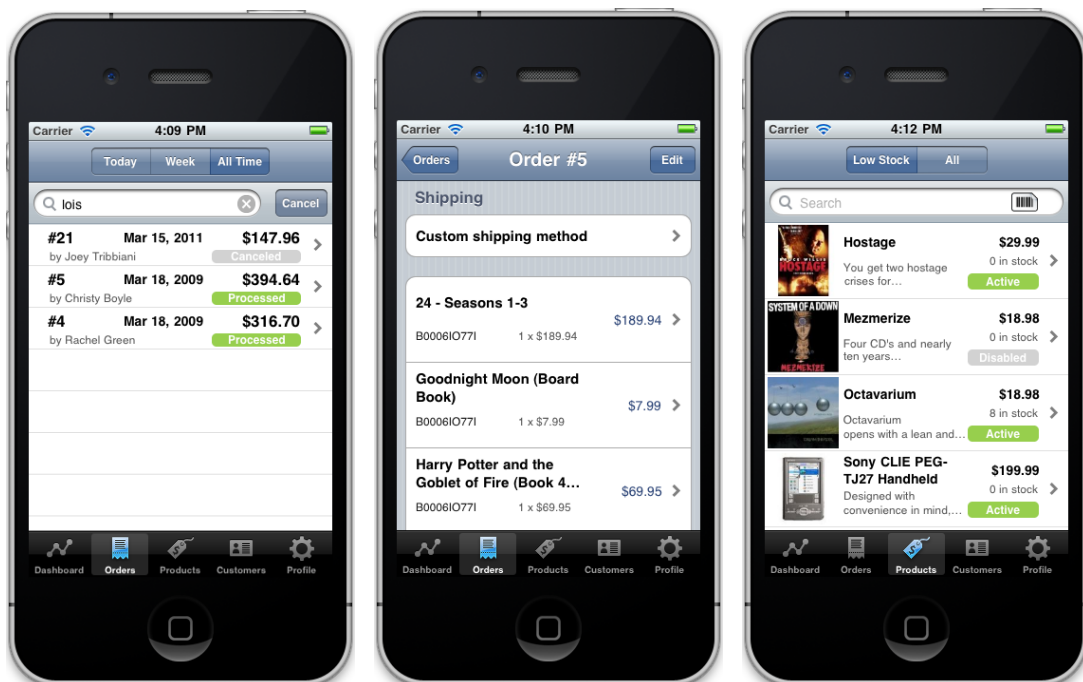 Carrier 4:09 PM
Today Week All Time
lois Cancel
#21 Mar 15, 2011 $147.96
by Joey Tribbiani Canceled
#5 Mar 18, 2009 $394.64
by Christy Boyle Processed
#4 Mar 18, 2009 $316.70
by Rachel Green Processed
Dashboard Orders Products Customers Profile
Carrier 4:10 PM
Orders Order #5 Edit
Shipping
Custom shipping method
24 - Seasons 1-3
$189.94
B0006IO77I 1 x $189.94
Goodnight Moon (Board
Book)
$7.99
B0006IO77I 1 x $7.99
Harry Potter and the
Goblet of Fire (Book 4...
$69.95
B0006IO77I 1 x $69.95
Dashboard Orders Products Customers Profile
Carrier 4:12 PM
Low Stock All
Search
HOSTAGE
Hostage $29.99
You get two hostage 0 in stock
crises for... Active
SYSTEM OF A DOWN
MEZMERIZE
Mezmerize $18.98
Four CD's and nearly 0 in stock
ten years... Disabled
Octavarium $18.98
Octavarium 8 in stock
opens with a lean and... Active
Sony CLIE PEG-
TJ27 Handheld $199.99
Designed with 0 in stock
convenience in mind,... Active
Dashboard Orders Products Customers Profile